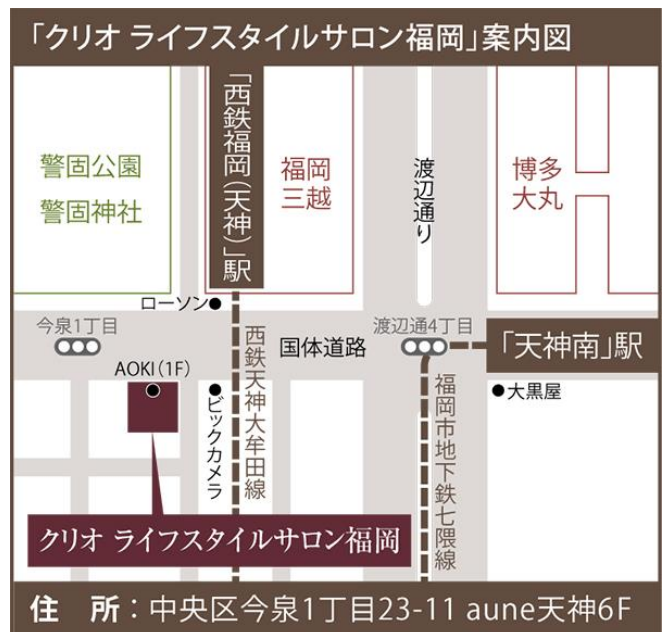 「クリオ ライフスタイルサロン福岡」案内図
「西鉄福岡(天神)」駅
警固公園
警固神社
福岡
三越
渡辺通り
博多
大丸
ローソン
今泉1丁目
国体道路
渡辺通4丁目
「天神南」駅
AOKI(1F)
ビックカメラ
西鉄天神大牟田線
福岡市地下鉄七隈線
大黒屋
クリオ ライフスタイルサロン福岡
住 所：中央区今泉1丁目23-11 aune天神6F